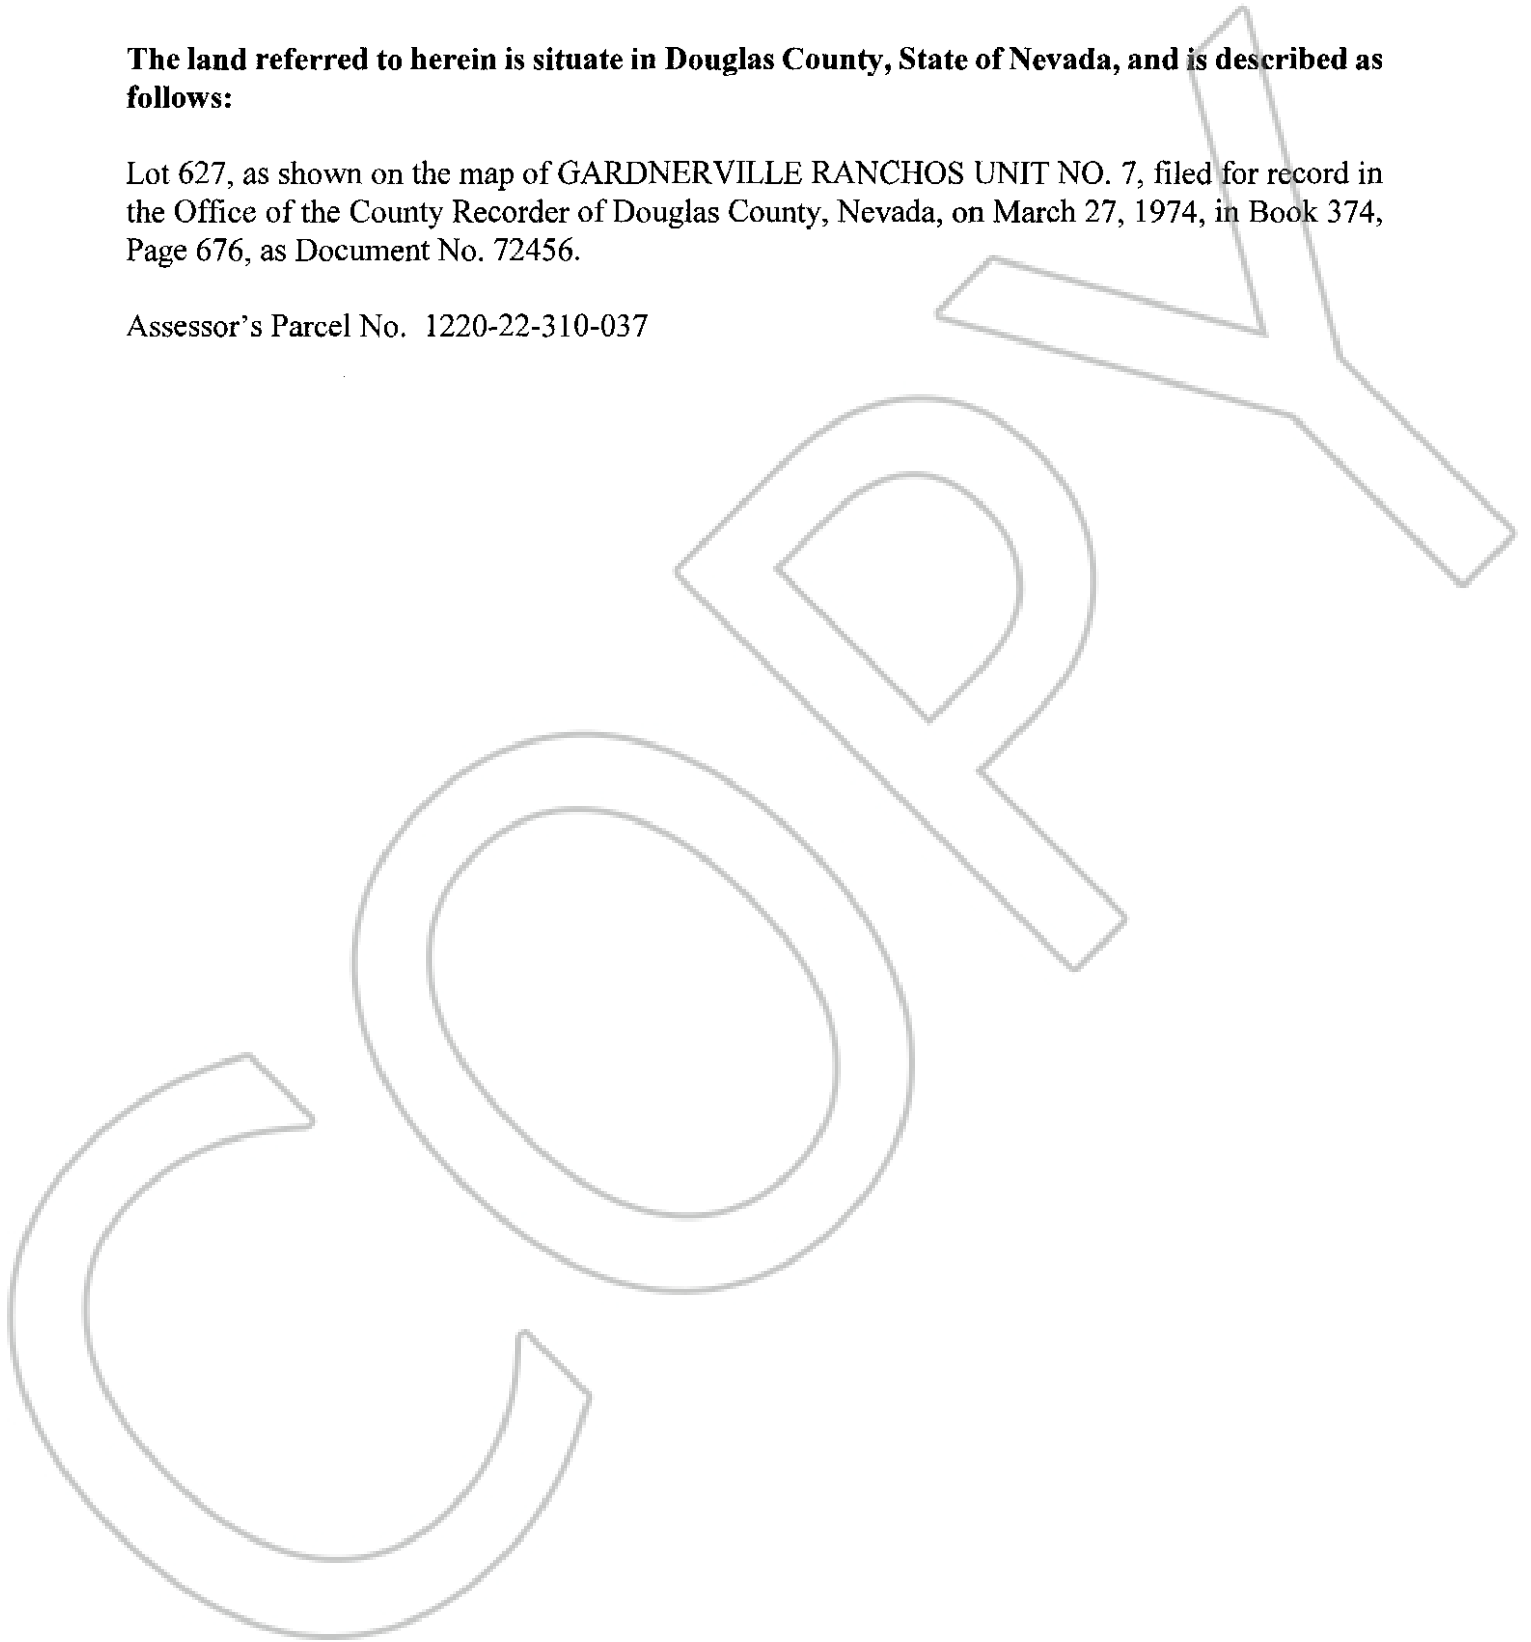 The land referred to herein is situate in Douglas County, State of Nevada, and is described as
follows:
Lot 627, as shown on the map of GARDNERVILLE RANCHOS UNIT NO. 7, filed for record in
the Office of the County Recorder of Douglas County, Nevada, on March 27, 1974, in Book 374,
Page 676, as Document No. 72456.
Assessor's Parcel No. 1220-22-310-037
COPY